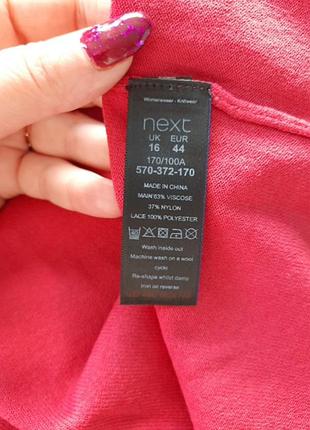 Womenswear - Knitwear
next
UK EUR
16 44
170/100A
570-372-170
MADE IN CHINA
MAIN 63% VISCOSE
37% NYLON
LACE 100% POLYESTER
Wash inside out
Machine wash on a wool
cycle
Re-shape whilst damp
Iron on reverse